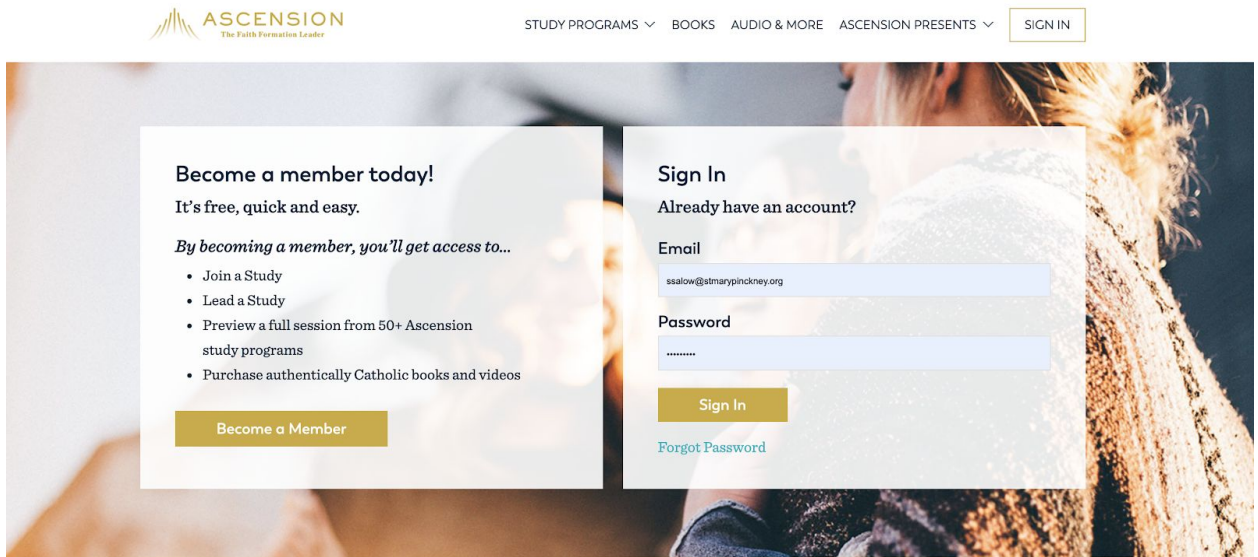 ASCENSION
The Faith Formation Leader
STUDY PROGRAMS BOOKS AUDIO & MORE ASCENSION PRESENTS SIGN IN
Become a member today!
It's free, quick and easy.
By becoming a member, you'll get access to...
• Join a Study
• Lead a Study
• Preview a full session from 50+ Ascension
study programs
• Purchase authentically Catholic books and videos
Become a Member
Sign In
Already have an account?
Email
ssalow@stmarypinckney.org
Password
•••••••••
Sign In
Forgot Password